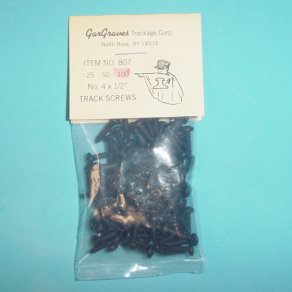 GarGraves Trackage Corp.
North Rose, NY 14516
ITEM NO. 807
25 50 100
No. 4 x 1/2"
TRACK SCREWS